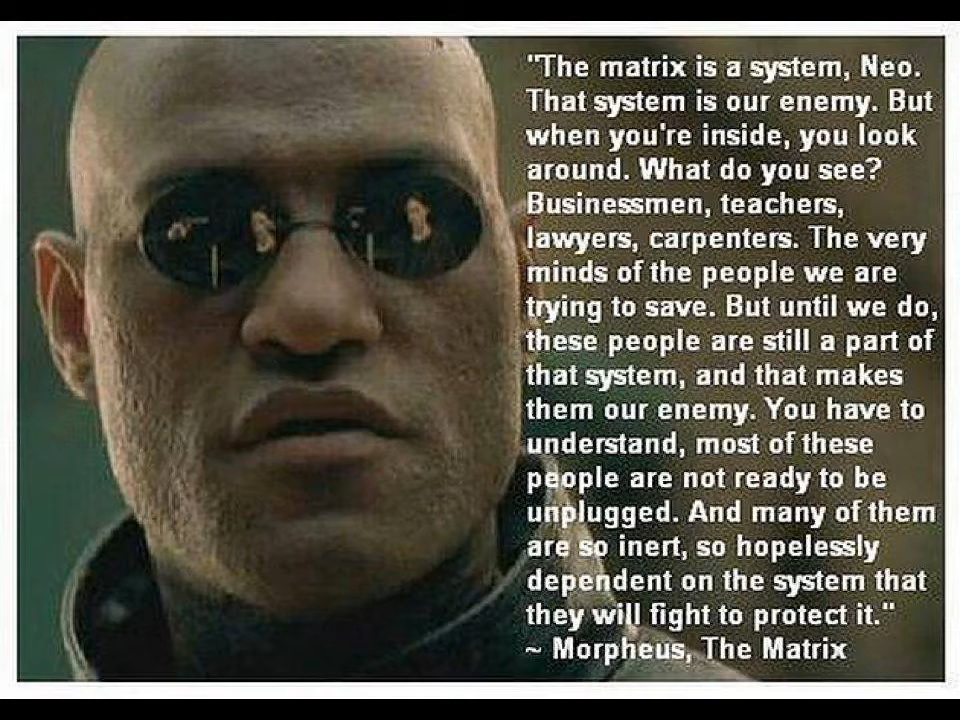 "The matrix is a system, Neo.
That system is our enemy. But
when you're inside, you look
around. What do you see?
Businessmen, teachers,
lawyers, carpenters. The very
minds of the people we are
trying to save. But until we do,
these people are still a part of
that system, and that makes
them our enemy. You have to
understand, most of these
people are not ready to be
unplugged. And many of them
are so inert, so hopelessly
dependent on the system that
they will fight to protect it."
~ Morpheus, The Matrix